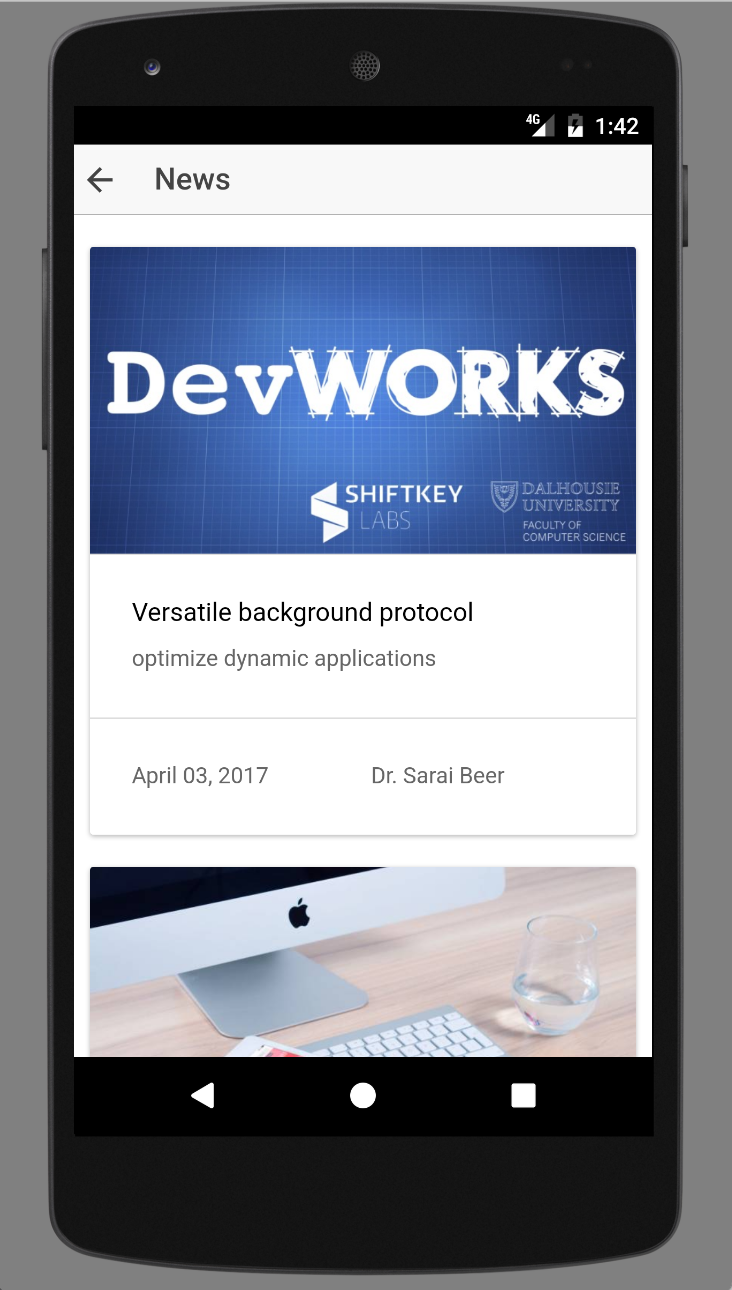 4G 1:42
News
DevWORKS
SHIFTKEY
LABS
DALHOUSIE
UNIVERSITY
FACULTY OF
COMPUTER SCIENCE
Versatile background protocol
optimize dynamic applications
April 03, 2017 Dr. Sarai Beer